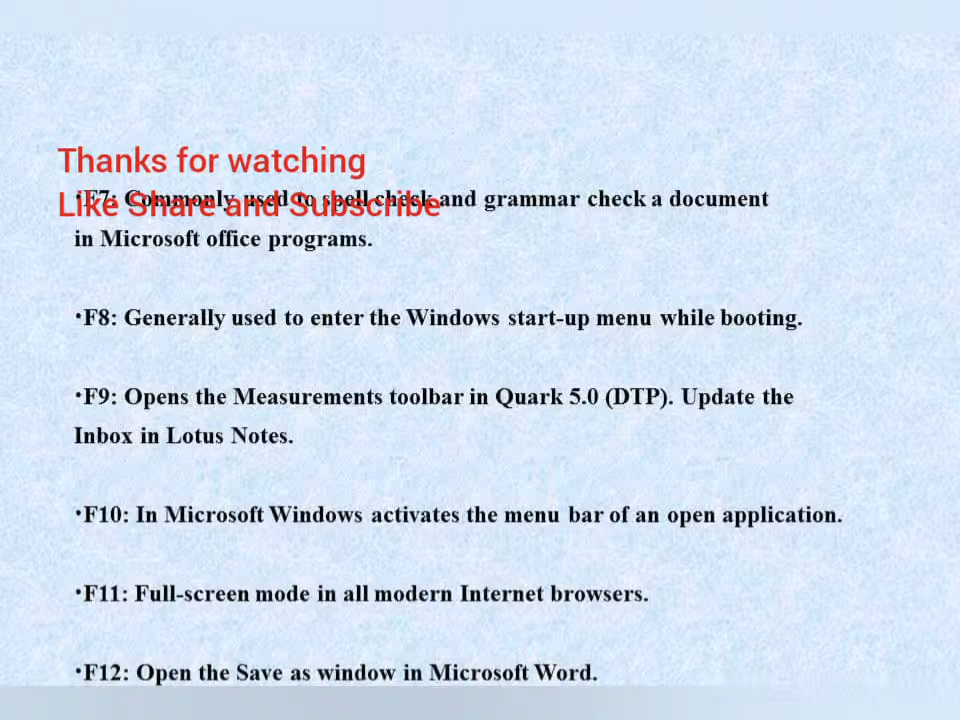 Thanks for watching
•F7: Commonly used to spell check and grammar check a document
Like Share and Subscribe
in Microsoft office programs.
•F8: Generally used to enter the Windows start-up menu while booting.
•F9: Opens the Measurements toolbar in Quark 5.0 (DTP). Update the
Inbox in Lotus Notes.
•F10: In Microsoft Windows activates the menu bar of an open application.
•F11: Full-screen mode in all modern Internet browsers.
•F12: Open the Save as window in Microsoft Word.